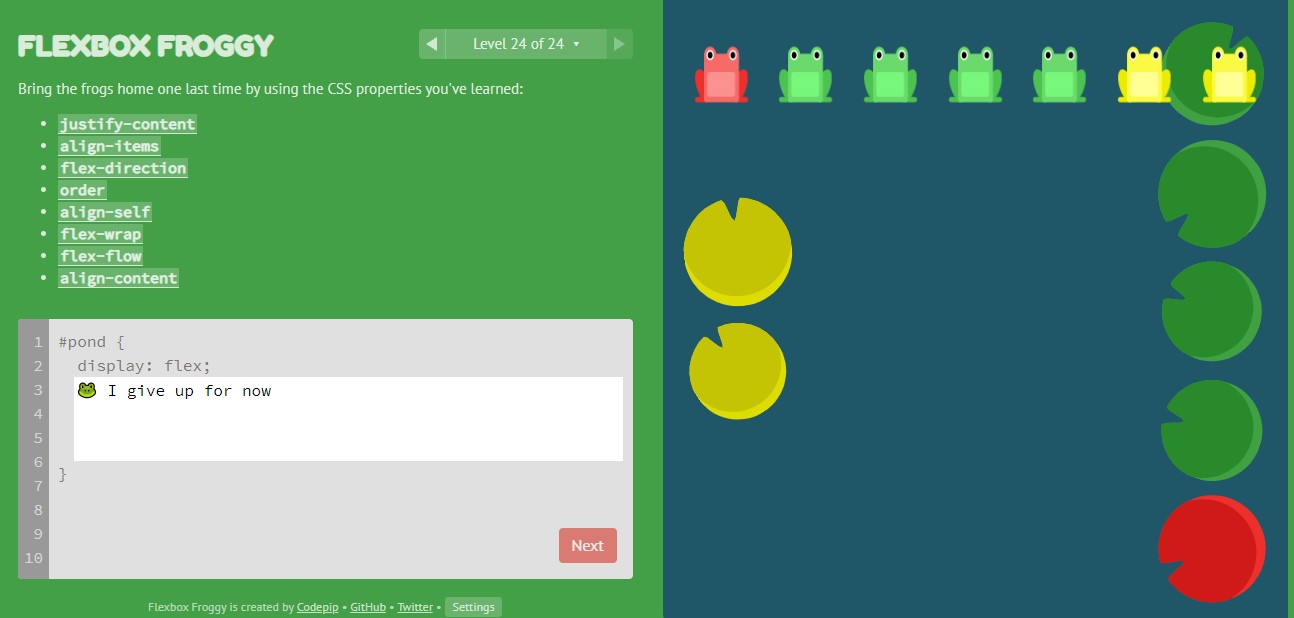 FLEXBOX FROGGY
◀ Level 24 of 24 ▾ ▶
Bring the frogs home one last time by using the CSS properties you've learned:
• justify-content
• align-items
• flex-direction
• order
• align-self
• flex-wrap
• flex-flow
• align-content
1 #pond {
2 display: flex;
3 🐸 I give up for now
4
5
6 }
7
8
9
10
Next
Flexbox Froggy is created by Codepip • GitHub • Twitter • Settings